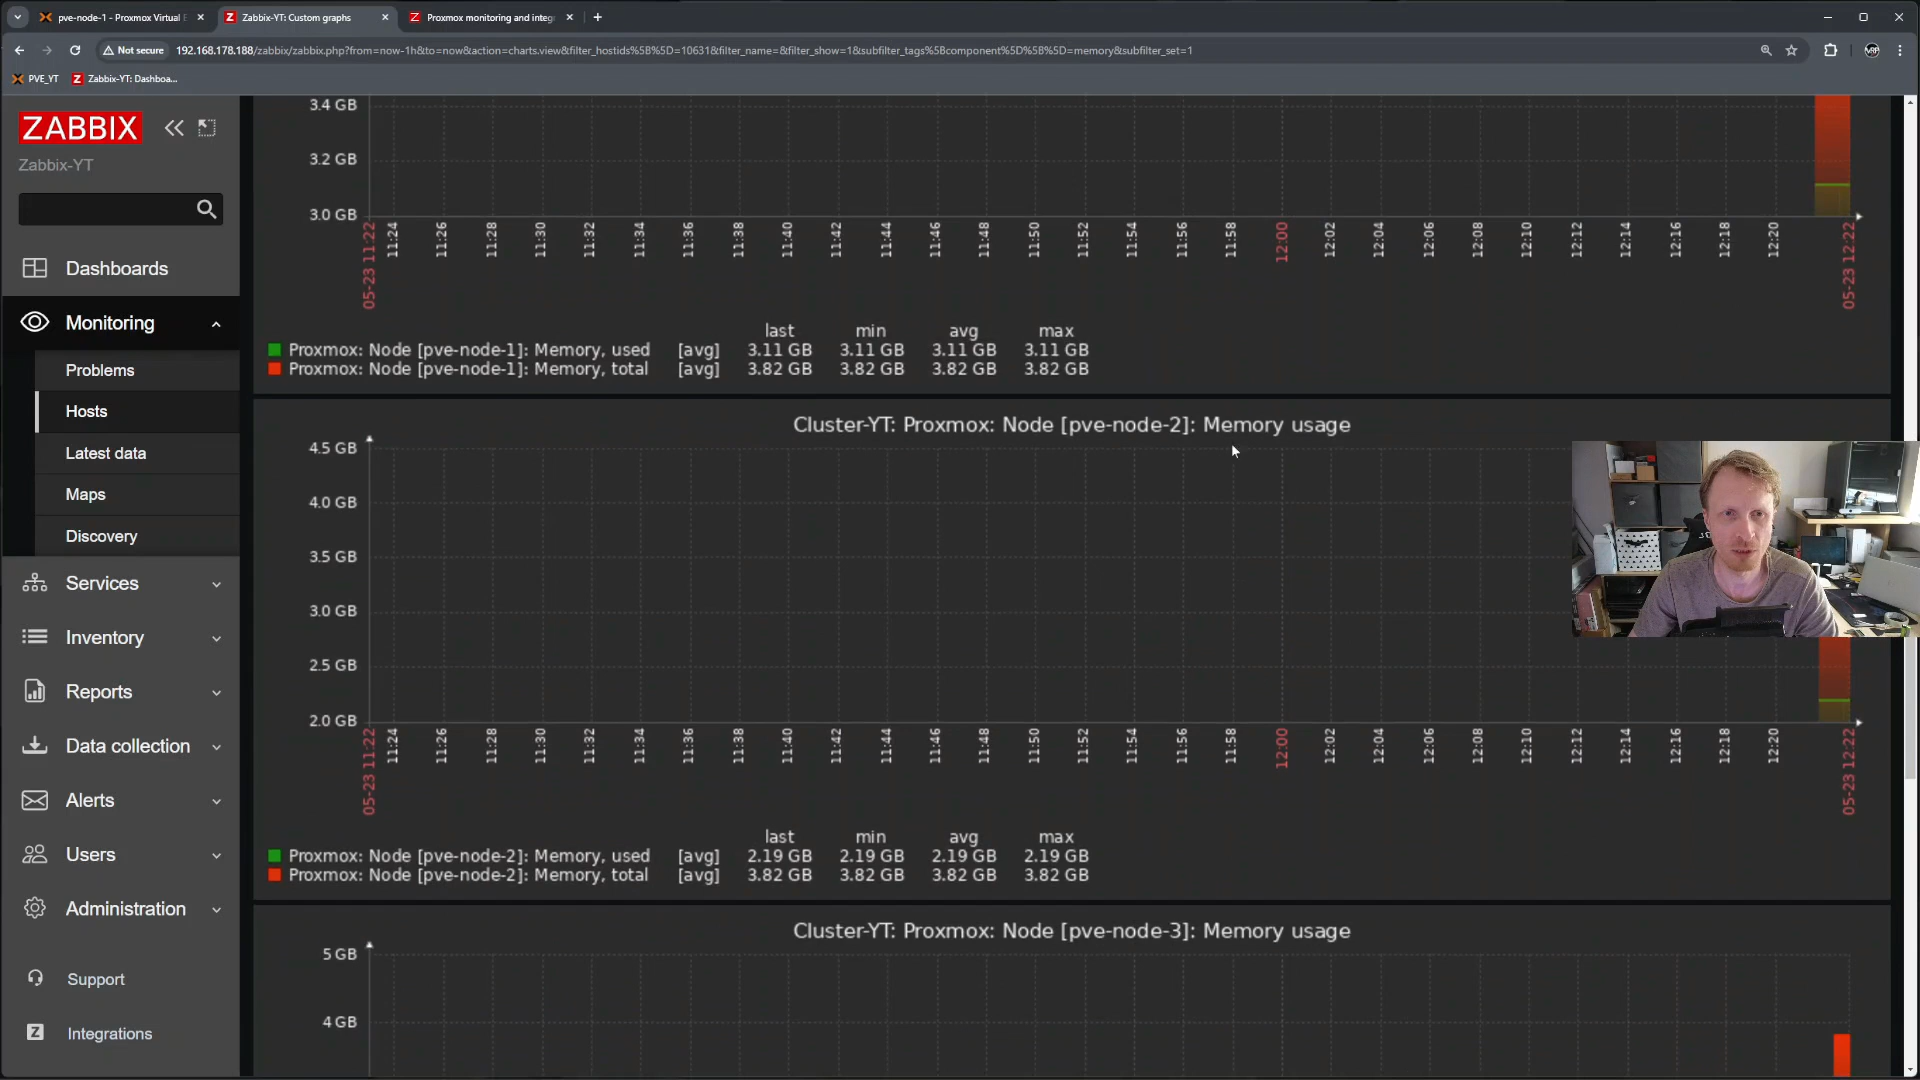 pve-node-1 - Proxmox Virtual E
Zabbix-YT: Custom graphs
Proxmox monitoring and integ
Not secure
192.168.178.188/zabbix/zabbix.php?from=now-1h&to=now&action=charts.view&filter_hostids%5B%5D=10631&filter_name=&filter_show=1&subfilter_tags%5Bcomponent%5D%5B%5D=memory&subfilter_set=1
PVE_YT
Zabbix-YT: Dashboa...
ZABBIX
Zabbix-YT
Dashboards
Monitoring
Problems
Hosts
Latest data
Maps
Discovery
Services
Inventory
Reports
Data collection
Alerts
Users
Administration
Support
Integrations
3.4 GB
3.2 GB
3.0 GB
05-23 11:22 11:24 11:26 11:28 11:30 11:32 11:34 11:36 11:38 11:40 11:42 11:44 11:46 11:48 11:50 11:52 11:54 11:56 11:58 12:00 12:02 12:04 12:06 12:08 12:10 12:12 12:14 12:16 12:18 12:20 05-23 12:22
last min avg max
Proxmox: Node [pve-node-1]: Memory, used [avg] 3.11 GB 3.11 GB 3.11 GB 3.11 GB
Proxmox: Node [pve-node-1]: Memory, total [avg] 3.82 GB 3.82 GB 3.82 GB 3.82 GB
Cluster-YT: Proxmox: Node [pve-node-2]: Memory usage
4.5 GB
4.0 GB
3.5 GB
3.0 GB
2.5 GB
2.0 GB
05-23 11:22 11:24 11:26 11:28 11:30 11:32 11:34 11:36 11:38 11:40 11:42 11:44 11:46 11:48 11:50 11:52 11:54 11:56 11:58 12:00 12:02 12:04 12:06 12:08 12:10 12:12 12:14 12:16 12:18 12:20 05-23 12:22
last min avg max
Proxmox: Node [pve-node-2]: Memory, used [avg] 2.19 GB 2.19 GB 2.19 GB 2.19 GB
Proxmox: Node [pve-node-2]: Memory, total [avg] 3.82 GB 3.82 GB 3.82 GB 3.82 GB
Cluster-YT: Proxmox: Node [pve-node-3]: Memory usage
5 GB
4 GB